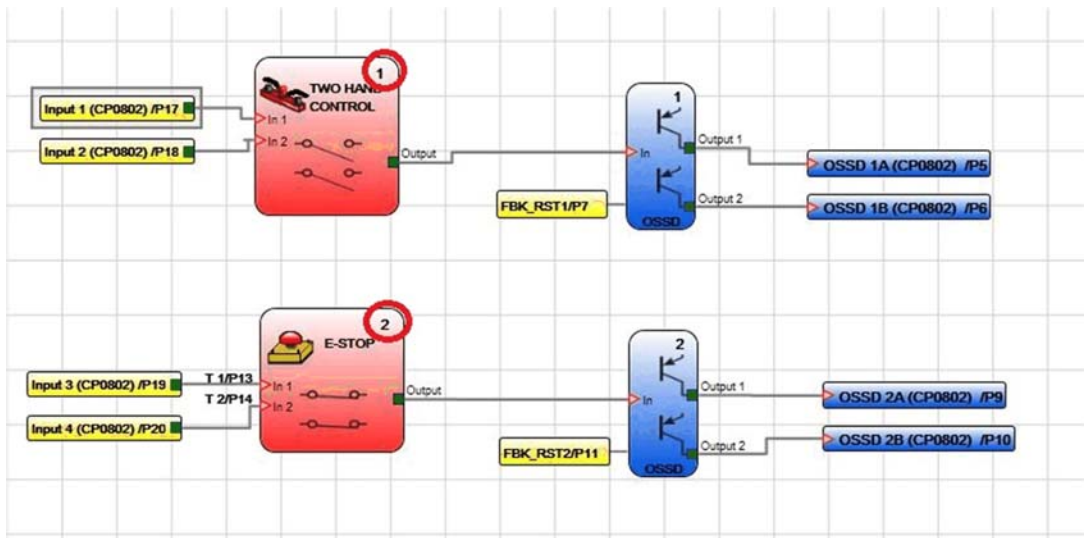 1
TWO HAND
CONTROL
Input 1 (CP0802) /P17
Input 2 (CP0802) /P18
In 1
In 2
Output
1
In
Output 1
Output 2
OSSD
FBK_RST1/P7
OSSD 1A (CP0802) /P5
OSSD 1B (CP0802) /P6
2
E-STOP
Input 3 (CP0802) /P19
Input 4 (CP0802) /P20
T 1/P13
T 2/P14
In 1
In 2
Output
2
In
Output 1
Output 2
OSSD
FBK_RST2/P11
OSSD 2A (CP0802) /P9
OSSD 2B (CP0802) /P10